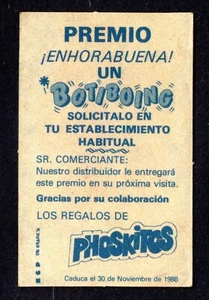 PREMIO
¡ENHORABUENA!
UN
"BOTIBOING
SOLICITALO EN
TU ESTABLECIMIENTO
HABITUAL
SR. COMERCIANTE:
Nuestro distribuidor le entregará
este premio en su próxima visita.
Gracias por su colaboración
LOS REGALOS DE
PHOSKITOS
Caduca el 30 de Noviembre de 1988